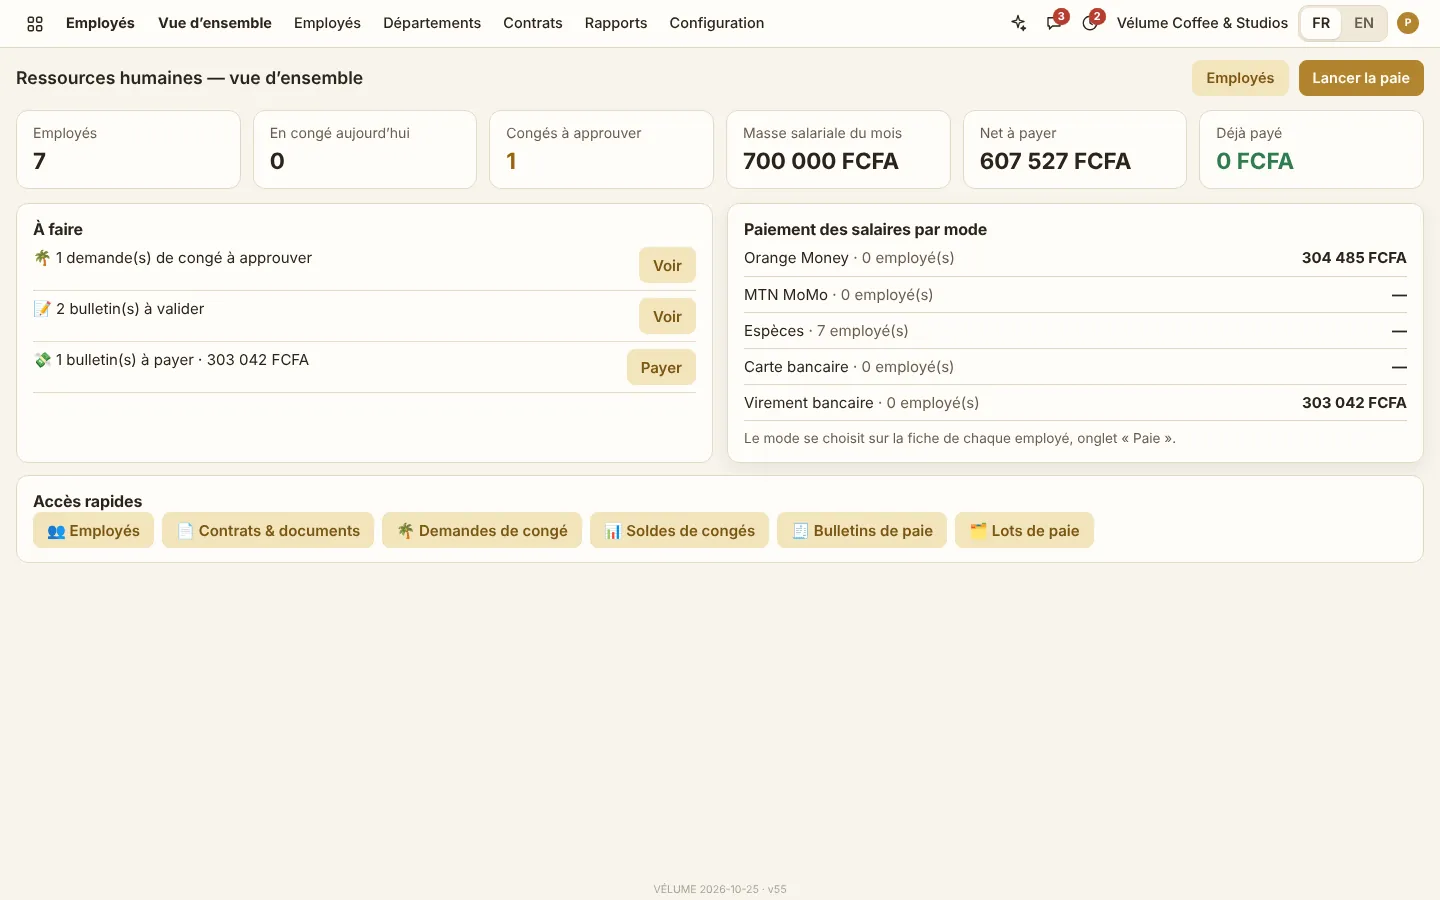 Employés Vue d’ensemble Employés Départements Contrats Rapports Configuration 3 2 Vélume Coffee & Studios FR EN P
Ressources humaines — vue d’ensemble Employés Lancer la paie
Employés En congé aujourd’hui Congés à approuver Masse salariale du mois Net à payer Déjà payé
7 0 1 700 000 FCFA 607 527 FCFA 0 FCFA
À faire
🌴 1 demande(s) de congé à approuver Voir
📝 2 bulletin(s) à valider Voir
💸 1 bulletin(s) à payer · 303 042 FCFA Payer
Paiement des salaires par mode
Orange Money · 0 employé(s) 304 485 FCFA
MTN MoMo · 0 employé(s) —
Espèces · 7 employé(s) —
Carte bancaire · 0 employé(s) —
Virement bancaire · 0 employé(s) 303 042 FCFA
Le mode se choisit sur la fiche de chaque employé, onglet « Paie ».
Accès rapides
👥 Employés 📄 Contrats & documents 🌴 Demandes de congé 📊 Soldes de congés 🧾 Bulletins de paie 🗂️ Lots de paie
VÉLUME 2026-10-25 · v55